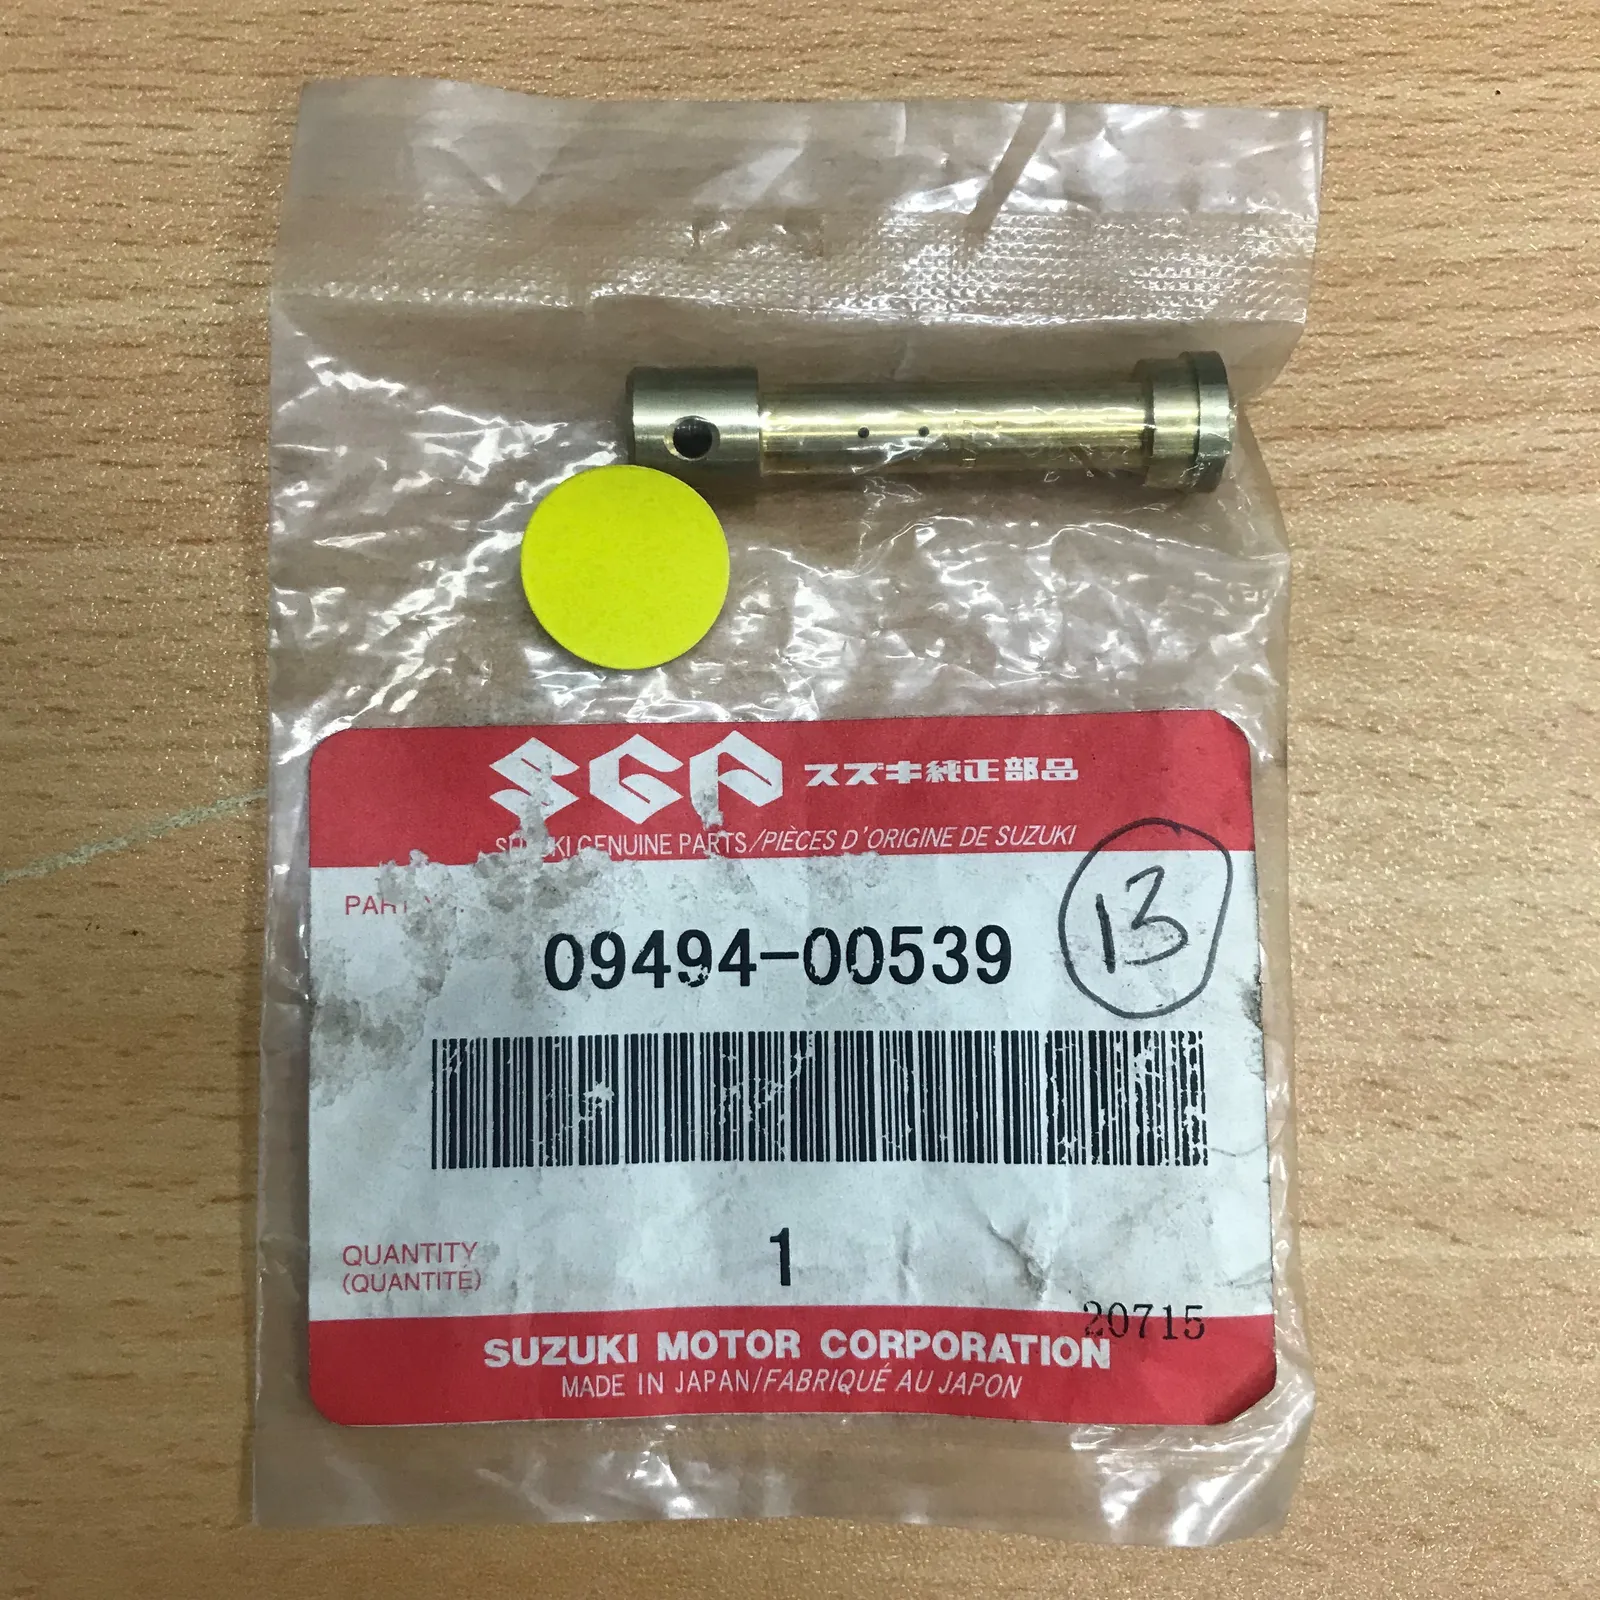 SGP スズキ純正部品
SUZUKI GENUINE PARTS/PIÈCES D'ORIGINE DE SUZUKI
13
09494-00539
QUANTITY
(QUANTITÉ)
1
20715
SUZUKI MOTOR CORPORATION
MADE IN JAPAN/FABRIQUÉ AU JAPON